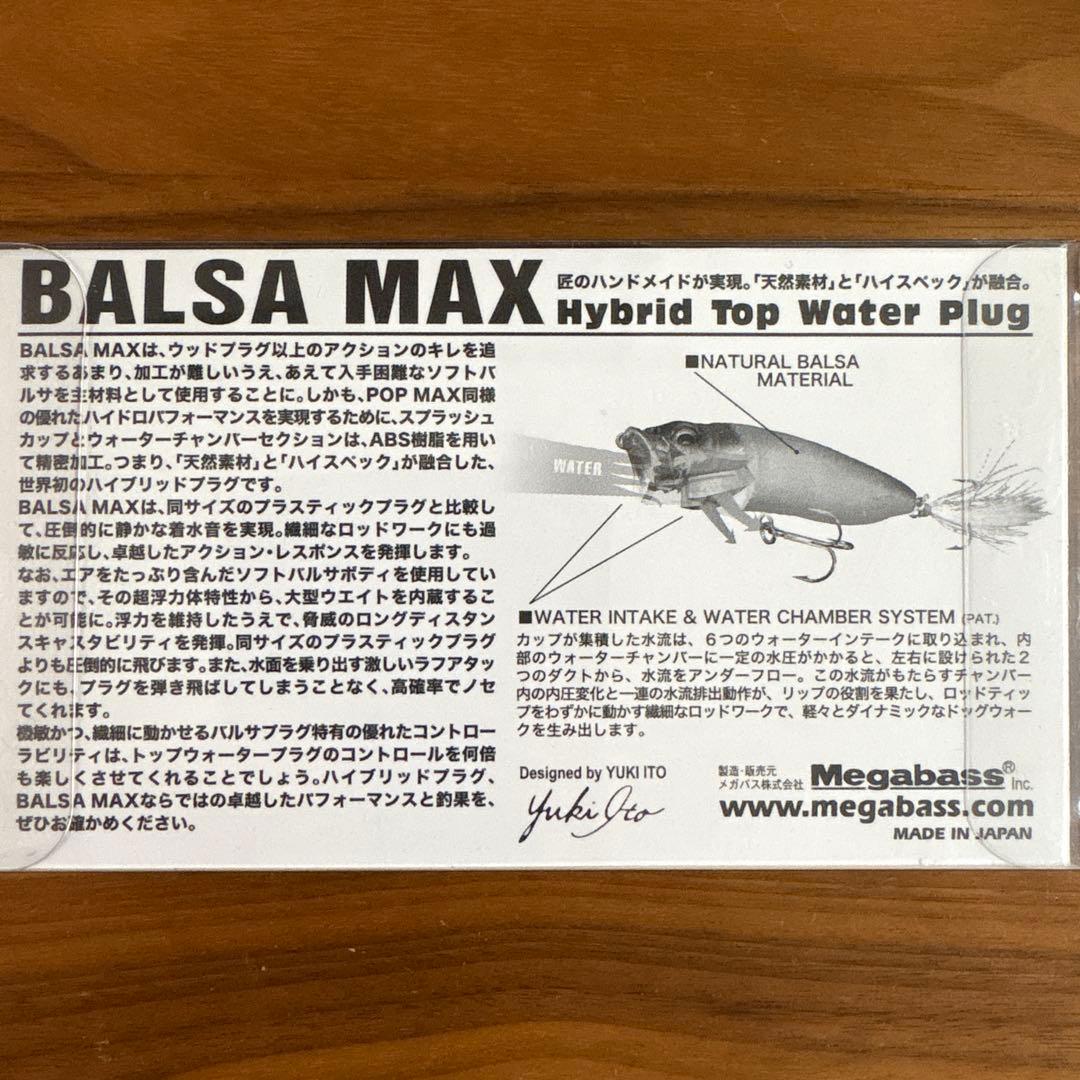 BALSA MAX
匠のハンドメイドが実現。「天然素材」と「ハイスペック」が融合。
Hybrid Top Water Plug
BALSA MAXは、ウッドプラグ以上のアクションのキレを追
求するあまり、加工が難しいうえ、あえて入手困難なソフトバ
ルサを主材料として使用することに。しかも、POP MAX同様
の優れたハイドロパフォーマンスを実現するために、スプラッシュ
カップとウォーターチャンバーセクションは、ABS樹脂を用い
て精密加工。つまり、「天然素材」と「ハイスペック」が融合した、
世界初のハイブリッドプラグです。
BALSA MAXは、同サイズのプラスティックプラグと比較し
て、圧倒的に静かな着水音を実現。繊細なロッドワークにも過
敏に反応し、卓越したアクション・レスポンスを発揮します。
なお、エアをたっぷり含んだソフトバルサボディを使用してい
ますので、その超浮力体特性から、大型ウエイトを内蔵するこ
とが可能に。浮力を維持したうえで、脅威のロングディスタン
スキャスタビリティを発揮。同サイズのプラスティックプラグ
よりも圧倒的に飛びます。また、水面を乗り出す激しいラフアタッ
クにも、プラグを弾き飛ばしてしまうことなく、高確率でノセ
てくれます。
機敏かつ、繊細に動かせるバルサプラグ特有の優れたコントロー
ラビリティは、トップウォータープラグのコントロールを何倍
も楽しくさせてくれることでしょう。ハイブリッドプラグ、
BALSA MAXならではの卓越したパフォーマンスと釣果を、
ぜひお確かめください。
■NATURAL BALSA
MATERIAL
WATER
■WATER INTAKE & WATER CHAMBER SYSTEM (PAT.)
カップが集積した水流は、6つのウォーターインテークに取り込まれ、内
部のウォーターチャンバーに一定の水圧がかかると、左右に設けられた2
つのダクトから、水流をアンダーフロー。この水流がもたらすチャンバー
内の内圧変化と一連の水流排出動作が、リップの役割を果たし、ロッドティッ
プをわずかに動かす繊細なロッドワークで、軽々とダイナミックなドッグウォー
クを生み出します。
Designed by YUKI ITO
Yuki Ito
製造・販売元
メガバス株式会社
Megabass® Inc.
www.megabass.com
MADE IN JAPAN